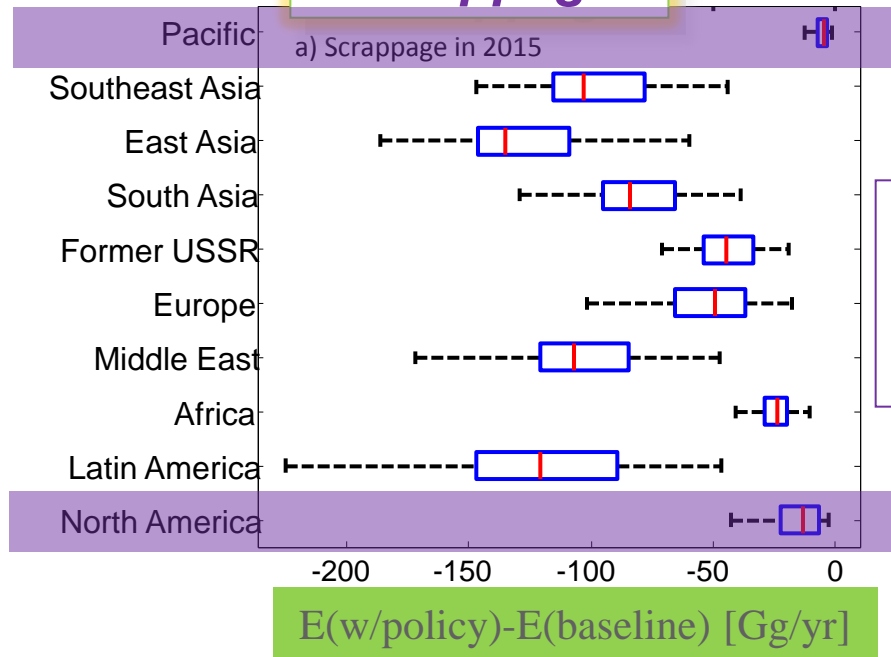 a) Scrappage in 2015
Pacific
Southeast Asia
East Asia
South Asia
Former USSR
Europe
Middle East
Africa
Latin America
North America
-200 -150 -100 -50 0
E(w/policy)-E(baseline) [Gg/yr]